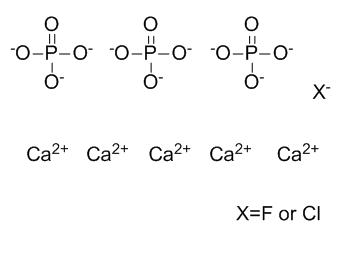 O O O
⁻O–P–O⁻ ⁻O–P–O⁻ ⁻O–P–O⁻
O⁻ O⁻ O⁻
X⁻
Ca²⁺ Ca²⁺ Ca²⁺ Ca²⁺ Ca²⁺
X=F or Cl